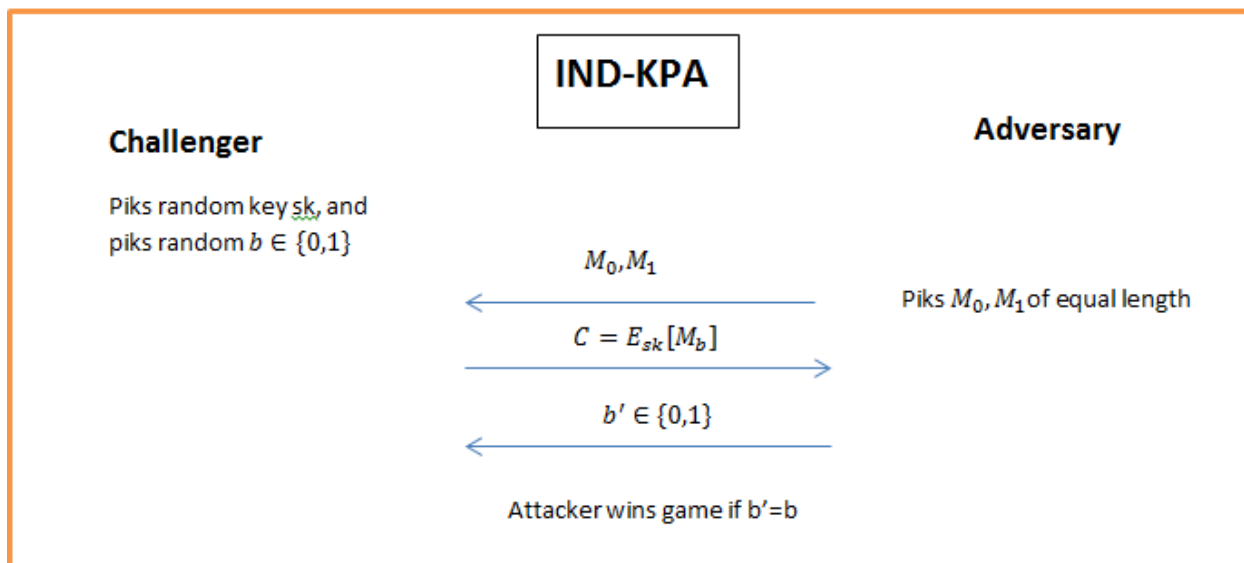 IND-KPA
Challenger
Adversary
Piks random key sk, and
piks random b ∈ {0,1}
M₀, M₁
Piks M₀, M₁ of equal length
C = Eₛₖ[M_b]
b′ ∈ {0,1}
Attacker wins game if b'=b